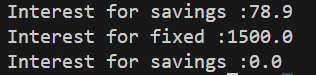 Interest for savings :78.9
Interest for fixed :1500.0
Interest for savings :0.0